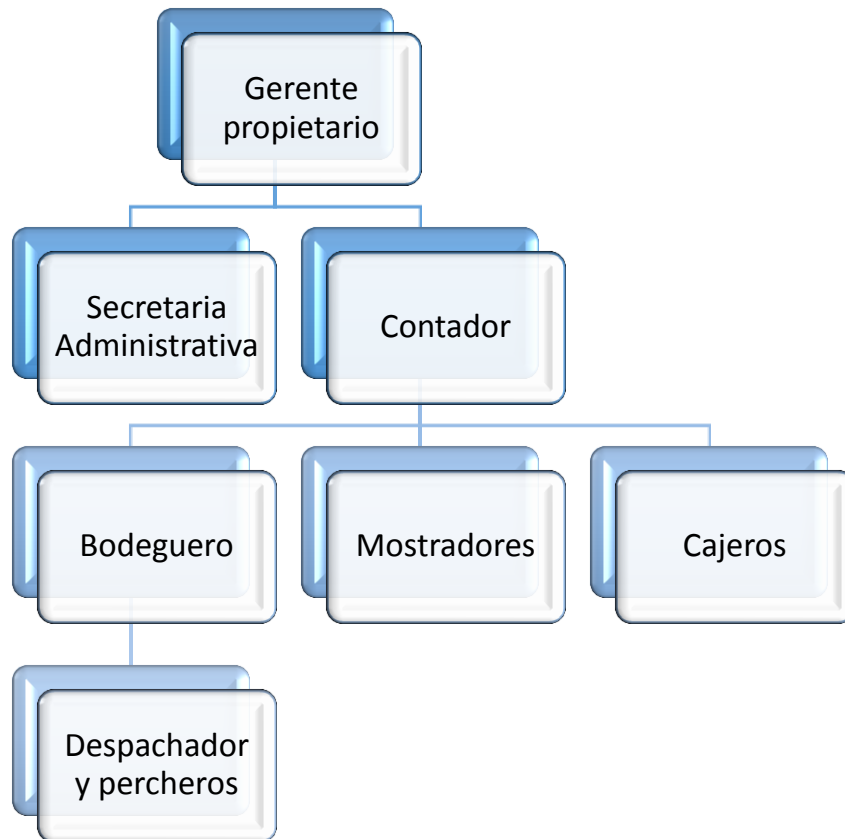 Gerente
propietario
Secretaria
Administrativa
Contador
Bodeguero
Mostradores
Cajeros
Despachador
y percheros